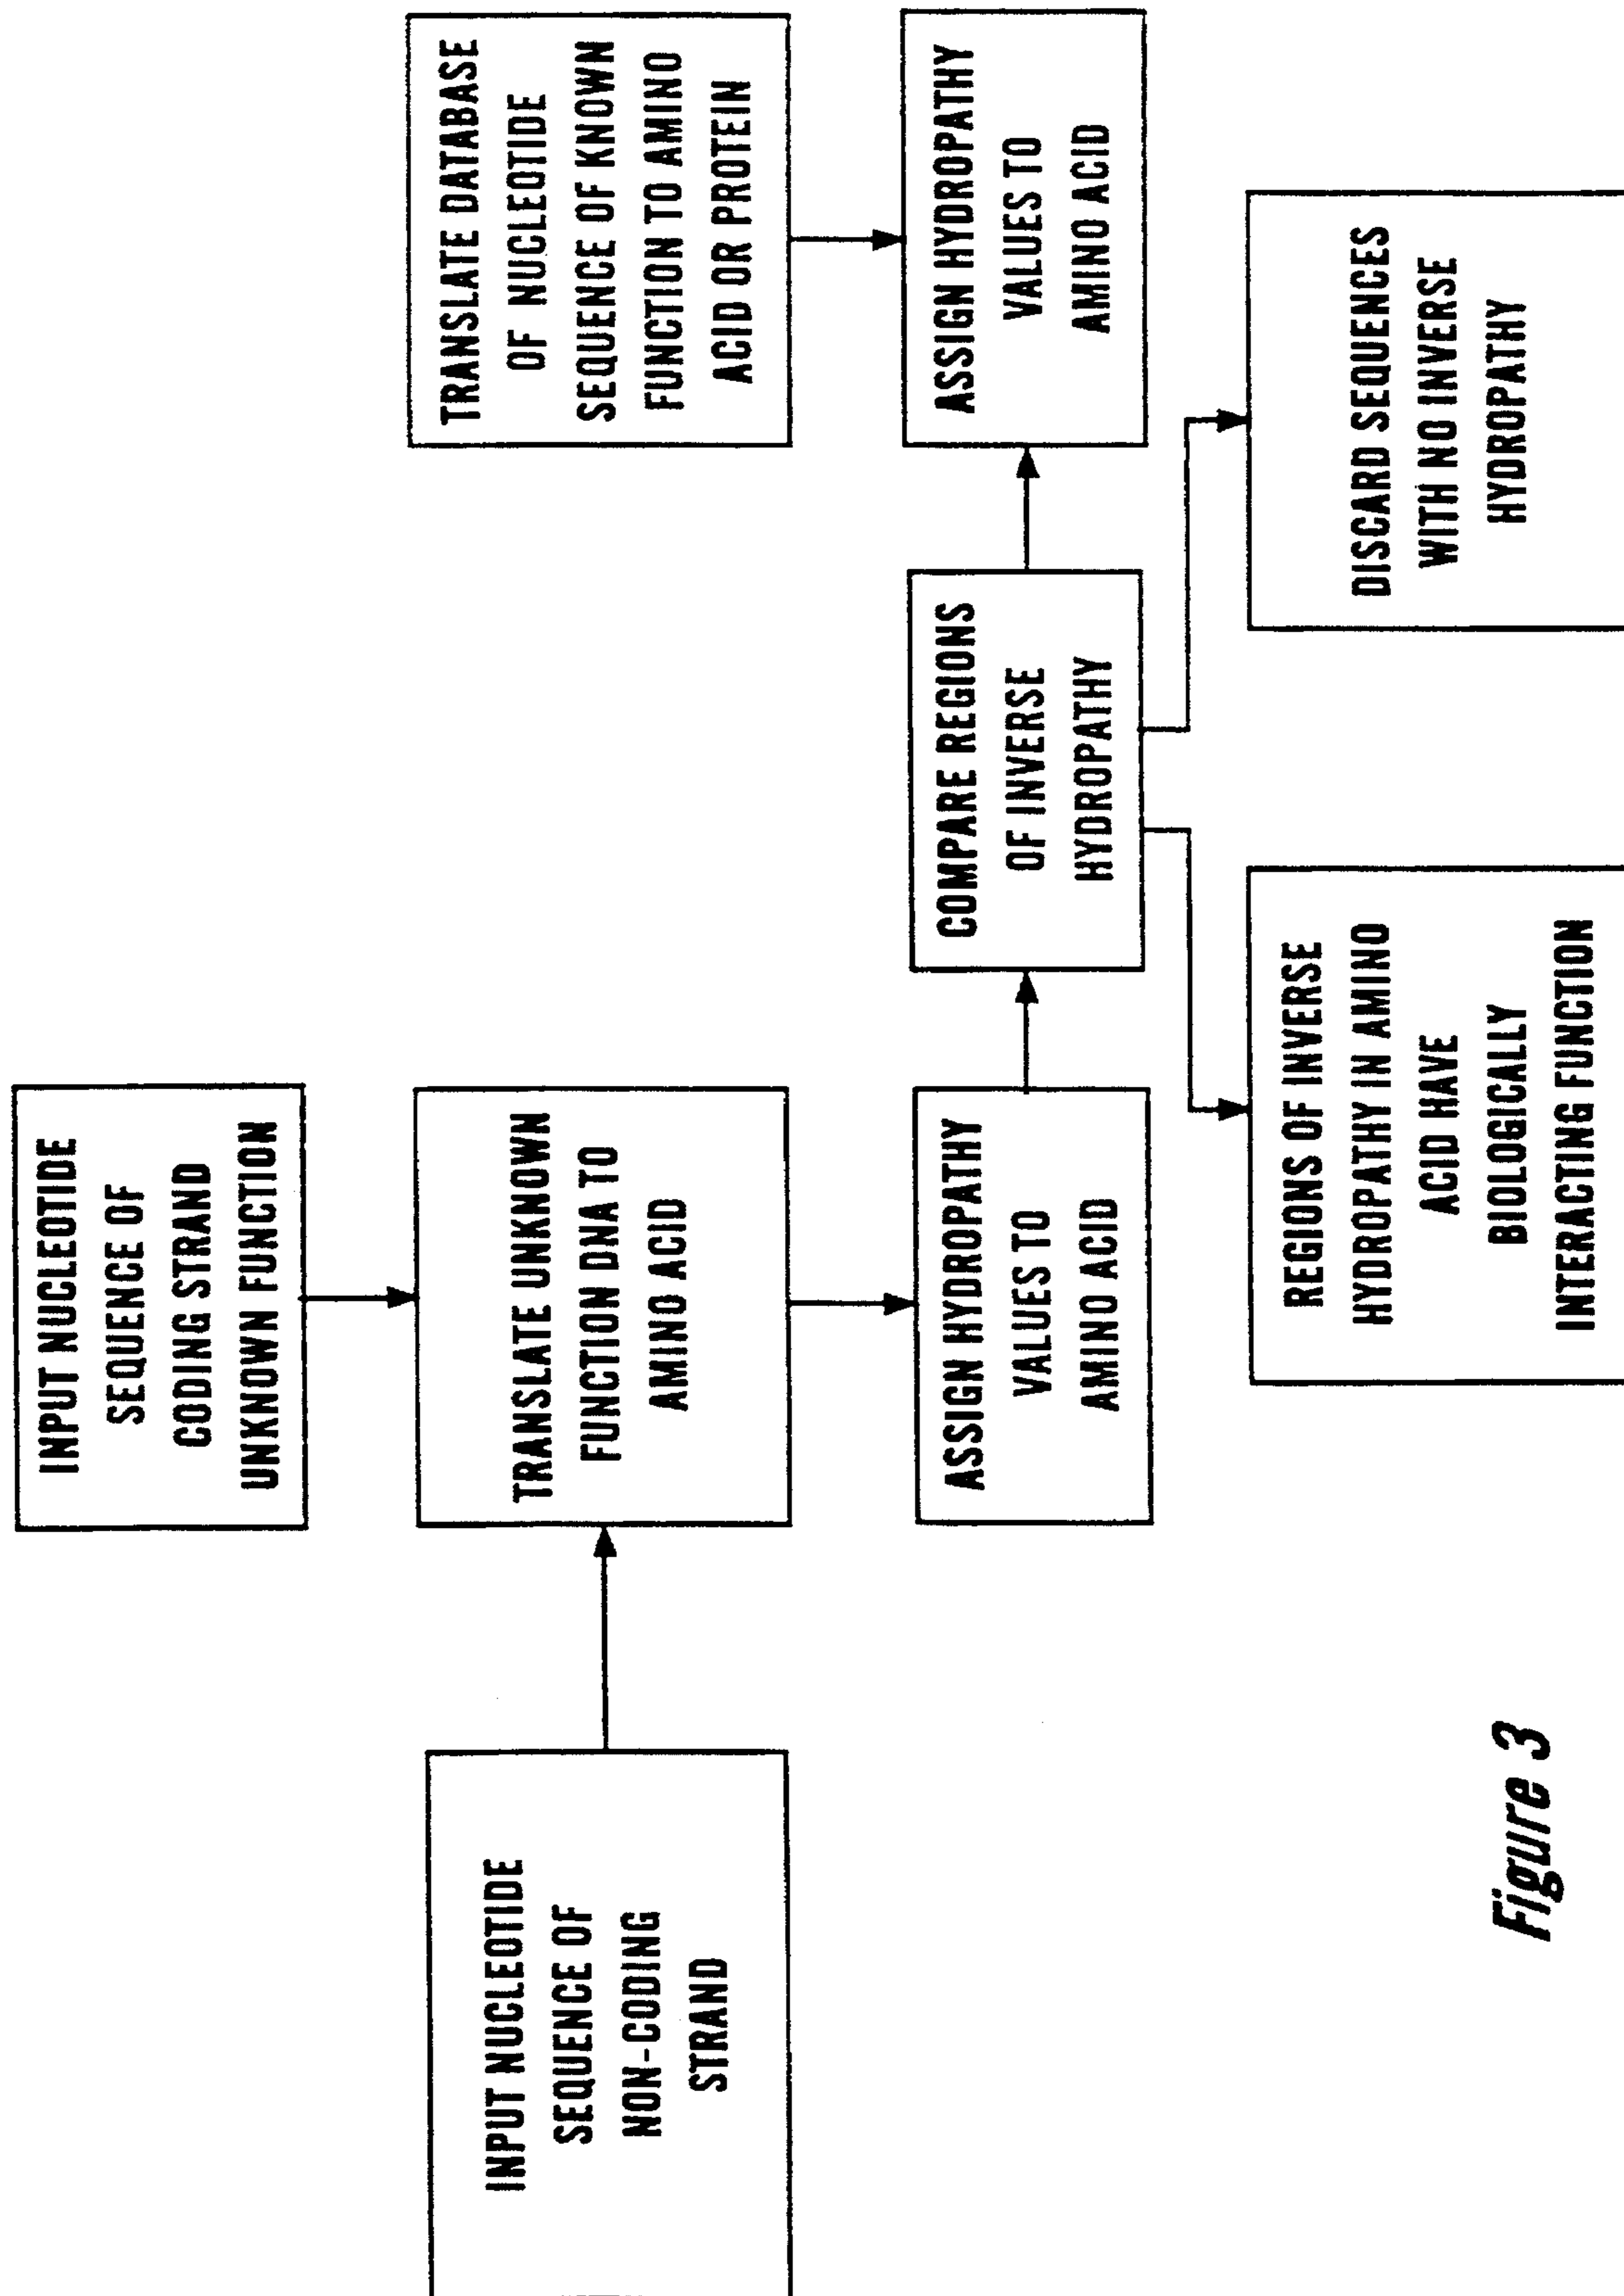 INPUT NUCLEOTIDE
SEQUENCE OF
CODING STRAND
UNKNOWN FUNCTION
INPUT NUCLEOTIDE
SEQUENCE OF
NON-CODING
STRAND
TRANSLATE UNKNOWN
FUNCTION DNA TO
AMINO ACID
TRANSLATE DATABASE
OF NUCLEOTIDE
SEQUENCE OF KNOWN
FUNCTION TO AMINO
ACID OR PROTEIN
ASSIGN HYDROPATHY
VALUES TO
AMINO ACID
COMPARE REGIONS
OF INVERSE
HYDROPATHY
ASSIGN HYDROPATHY
VALUES TO
AMINO ACID
REGIONS OF INVERSE
HYDROPATHY IN AMINO
ACID HAVE
BIOLOGICALLY
INTERACTING FUNCTION
DISCARD SEQUENCES
WITH NO INVERSE
HYDROPATHY
Figure 3